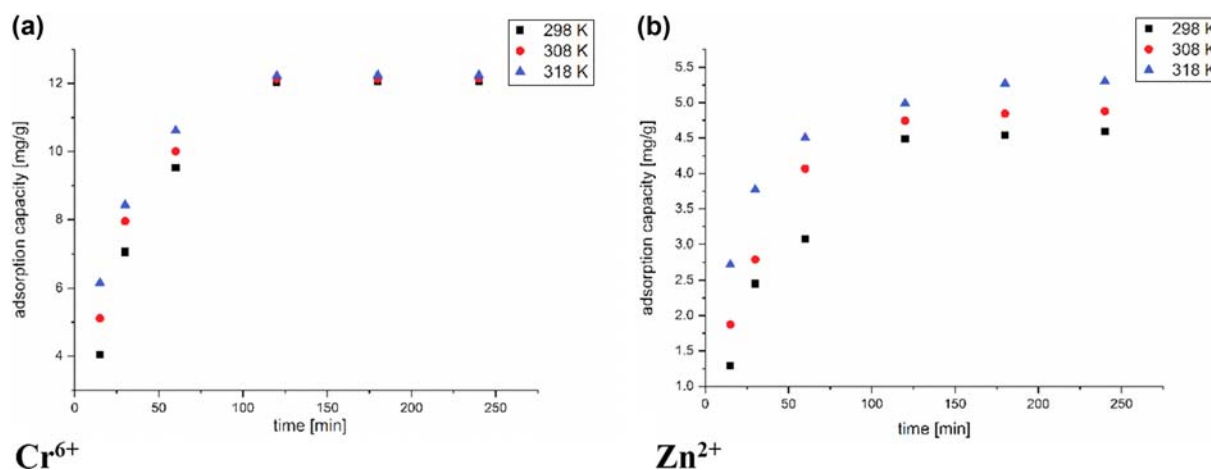 (a)
298 K
308 K
318 K
12
10
8
6
4
adsorption capacity [mg/g]
0
50
100
150
200
250
time [min]
Cr⁶⁺
(b)
298 K
308 K
318 K
5.5
5.0
4.5
4.0
3.5
3.0
2.5
2.0
1.5
1.0
adsorption capacity [mg/g]
0
50
100
150
200
250
time [min]
Zn²⁺